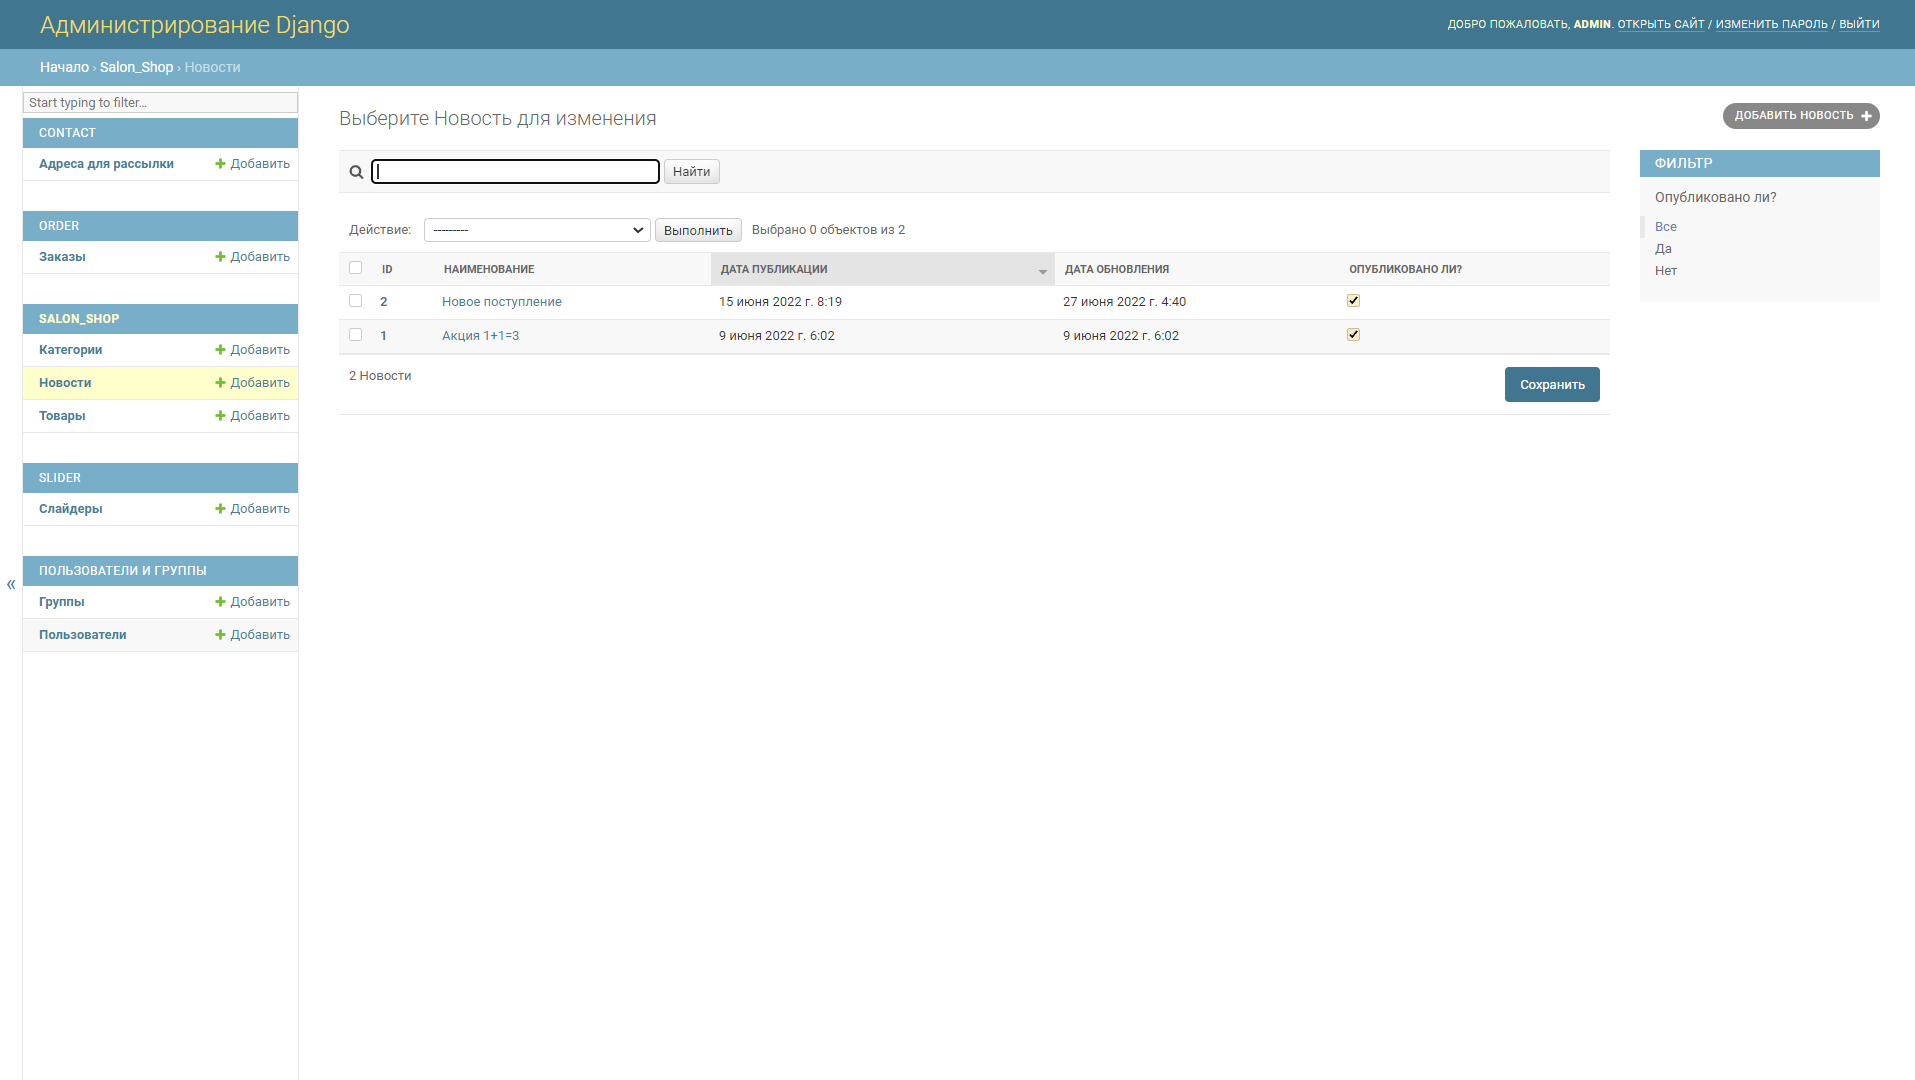 Администрирование Django
ДОБРО ПОЖАЛОВАТЬ, ADMIN. ОТКРЫТЬ САЙТ / ИЗМЕНИТЬ ПАРОЛЬ / ВЫЙТИ
Начало › Salon_Shop › Новости
Start typing to filter...
CONTACT
Адреса для рассылки + Добавить
ORDER
Заказы + Добавить
SALON_SHOP
Категории + Добавить
Новости + Добавить
Товары + Добавить
SLIDER
Слайдеры + Добавить
ПОЛЬЗОВАТЕЛИ И ГРУППЫ
Группы + Добавить
Пользователи + Добавить
«
Выберите Новость для изменения
ДОБАВИТЬ НОВОСТЬ +
Найти
Действие: --------- Выполнить Выбрано 0 объектов из 2
ID НАИМЕНОВАНИЕ ДАТА ПУБЛИКАЦИИ ДАТА ОБНОВЛЕНИЯ ОПУБЛИКОВАНО ЛИ?
2 Новое поступление 15 июня 2022 г. 8:19 27 июня 2022 г. 4:40
1 Акция 1+1=3 9 июня 2022 г. 6:02 9 июня 2022 г. 6:02
2 Новости
Сохранить
ФИЛЬТР
Опубликовано ли?
Все
Да
Нет